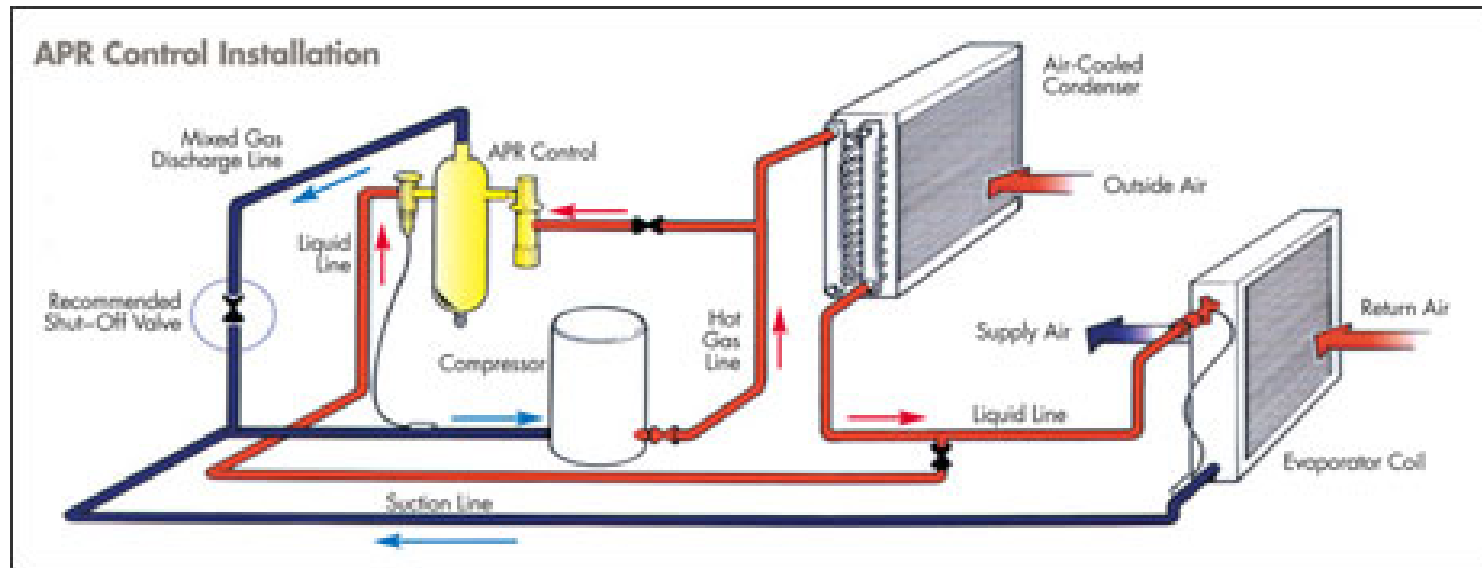 APR Control Installation
Air-Cooled
Condenser
Mixed Gas
Discharge Line
APR Control
Outside Air
Liquid
Line
Recommended
Shut-Off Valve
Hot
Gas
Line
Supply Air
Return Air
Compressor
Liquid Line
Evaporator Coil
Suction Line